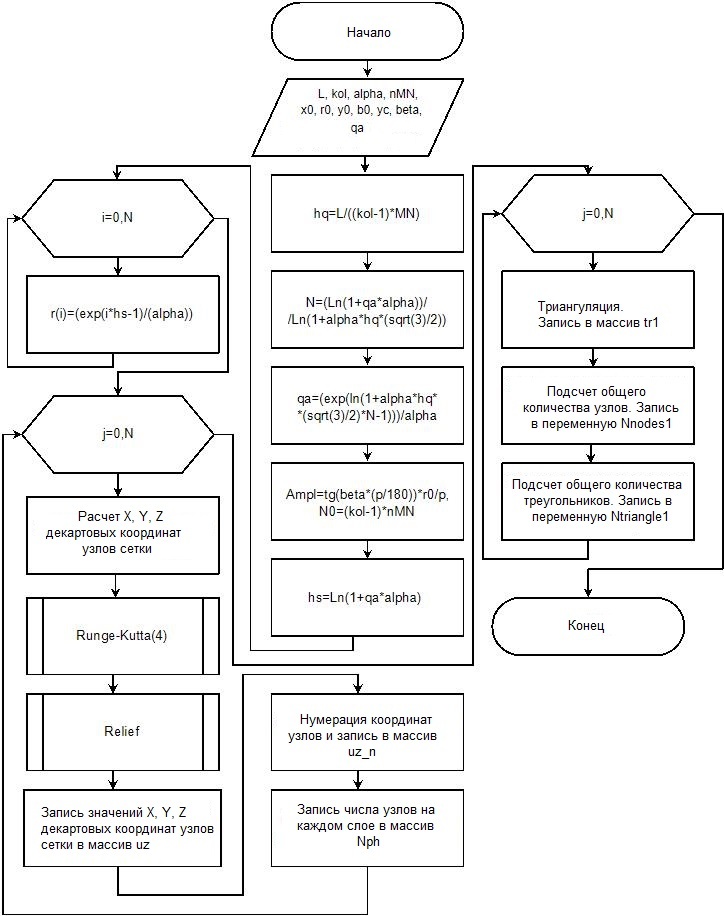 Начало
L, kol, alpha, nMN,
x0, r0, y0, b0, yc, beta,
qa
hq=L/((kol-1)*MN)
N=(Ln(1+qa*alpha))/
/Ln(1+alpha*hq*(sqrt(3)/2))
qa=(exp(ln(1+alpha*hq*
*(sqrt(3)/2)*N-1)))/alpha
Ampl=tg(beta*(p/180))*r0/p,
N0=(kol-1)*nMN
hs=Ln(1+qa*alpha)
i=0,N
r(i)=(exp(i*hs-1)/(alpha))
j=0,N
Расчет X, Y, Z
декартовых координат
узлов сетки
Runge-Kutta(4)
Relief
Запись значений X, Y, Z
декартовых координат узлов
сетки в массив uz
Нумерация координат
узлов и запись в массив
uz_n
Запись числа узлов на
каждом слое в массив
Nph
j=0,N
Триангуляция.
Запись в массив tr1
Подсчет общего
количества узлов. Запись
в переменную Nnodes1
Подсчет общего количества
треугольников. Запись в
переменную Ntriangle1
Конец